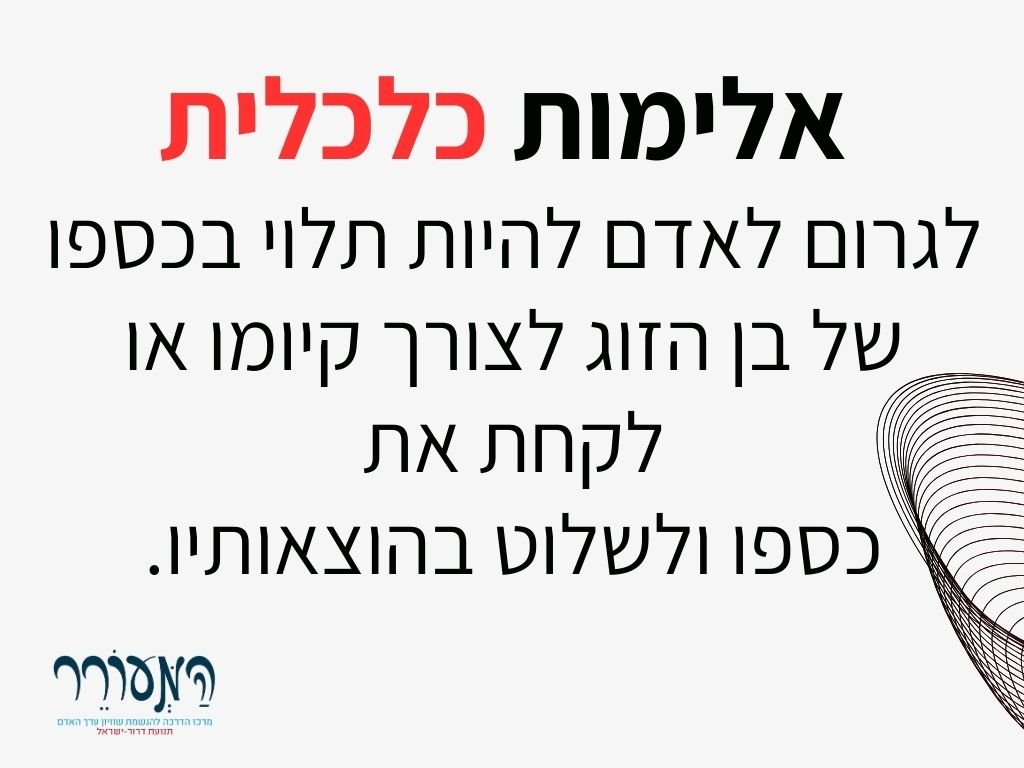 אלימות כלכלית
לגרום לאדם להיות תלוי בכספו
של בן הזוג לצורך קיומו או
לקחת את
כספו ולשלוט בהוצאותיו.
הַמְּעוֹרֵר
מרכז הדרכה להגשמת שוויון ערך האדם
תנועת דרור-ישראל